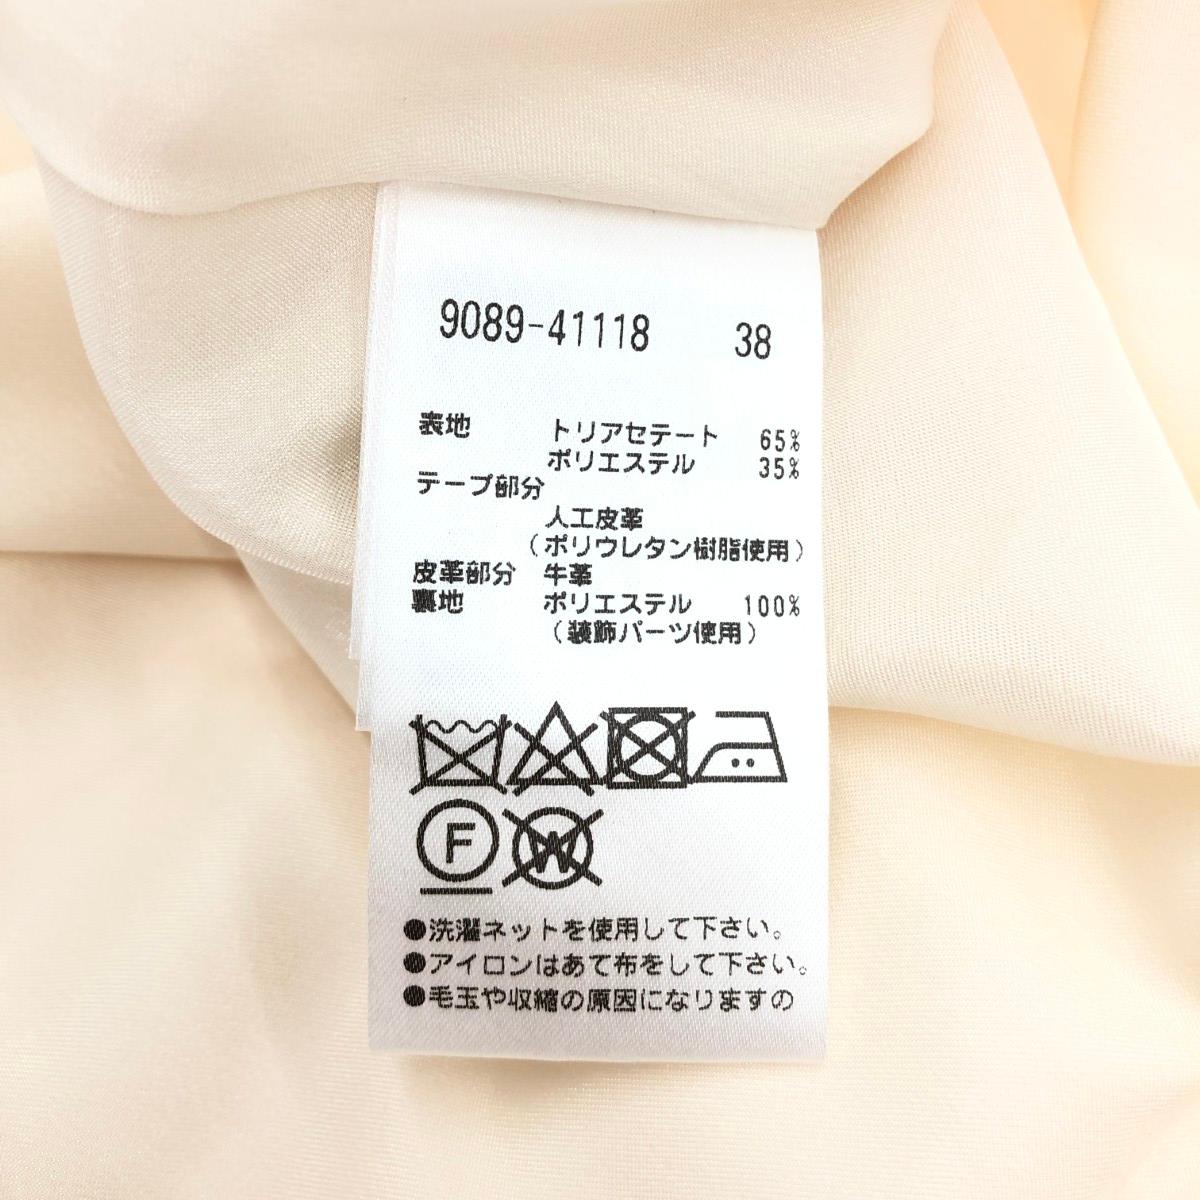 9089-41118 38
表地 トリアセテート 65%
ポリエステル 35%
テープ部分
人工皮革
(ポリウレタン樹脂使用)
皮革部分 牛革
裏地 ポリエステル 100%
(装飾パーツ使用)
F W
●洗濯ネットを使用して下さい。
●アイロンはあて布をして下さい。
●毛玉や収縮の原因になりますの